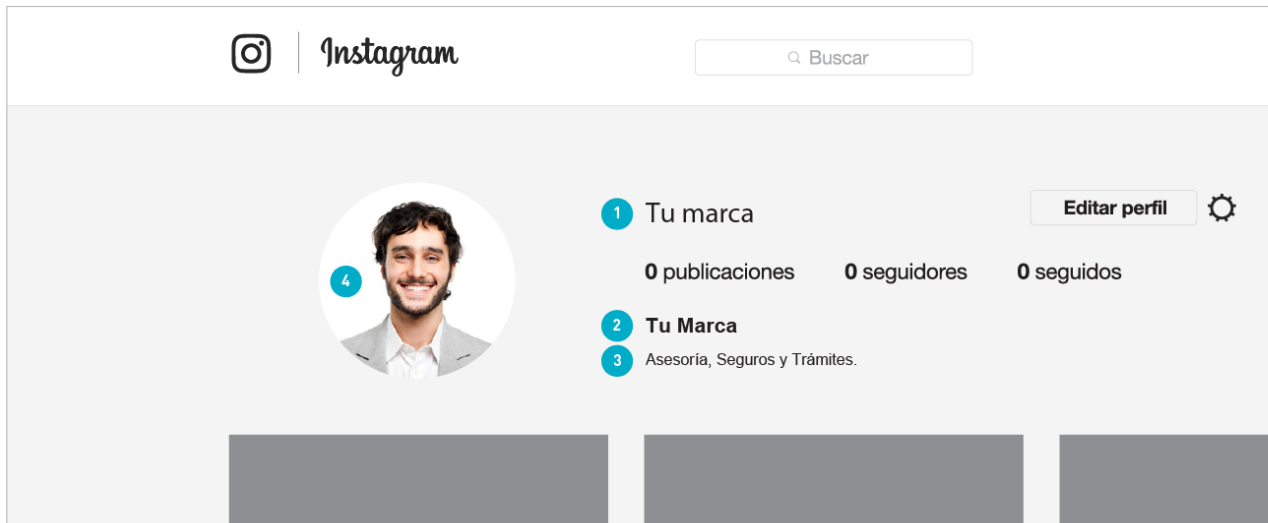 Instagram
Buscar
1 Tu marca
Editar perfil
0 publicaciones 0 seguidores 0 seguidos
4
2 Tu Marca
3 Asesoría, Seguros y Trámites.